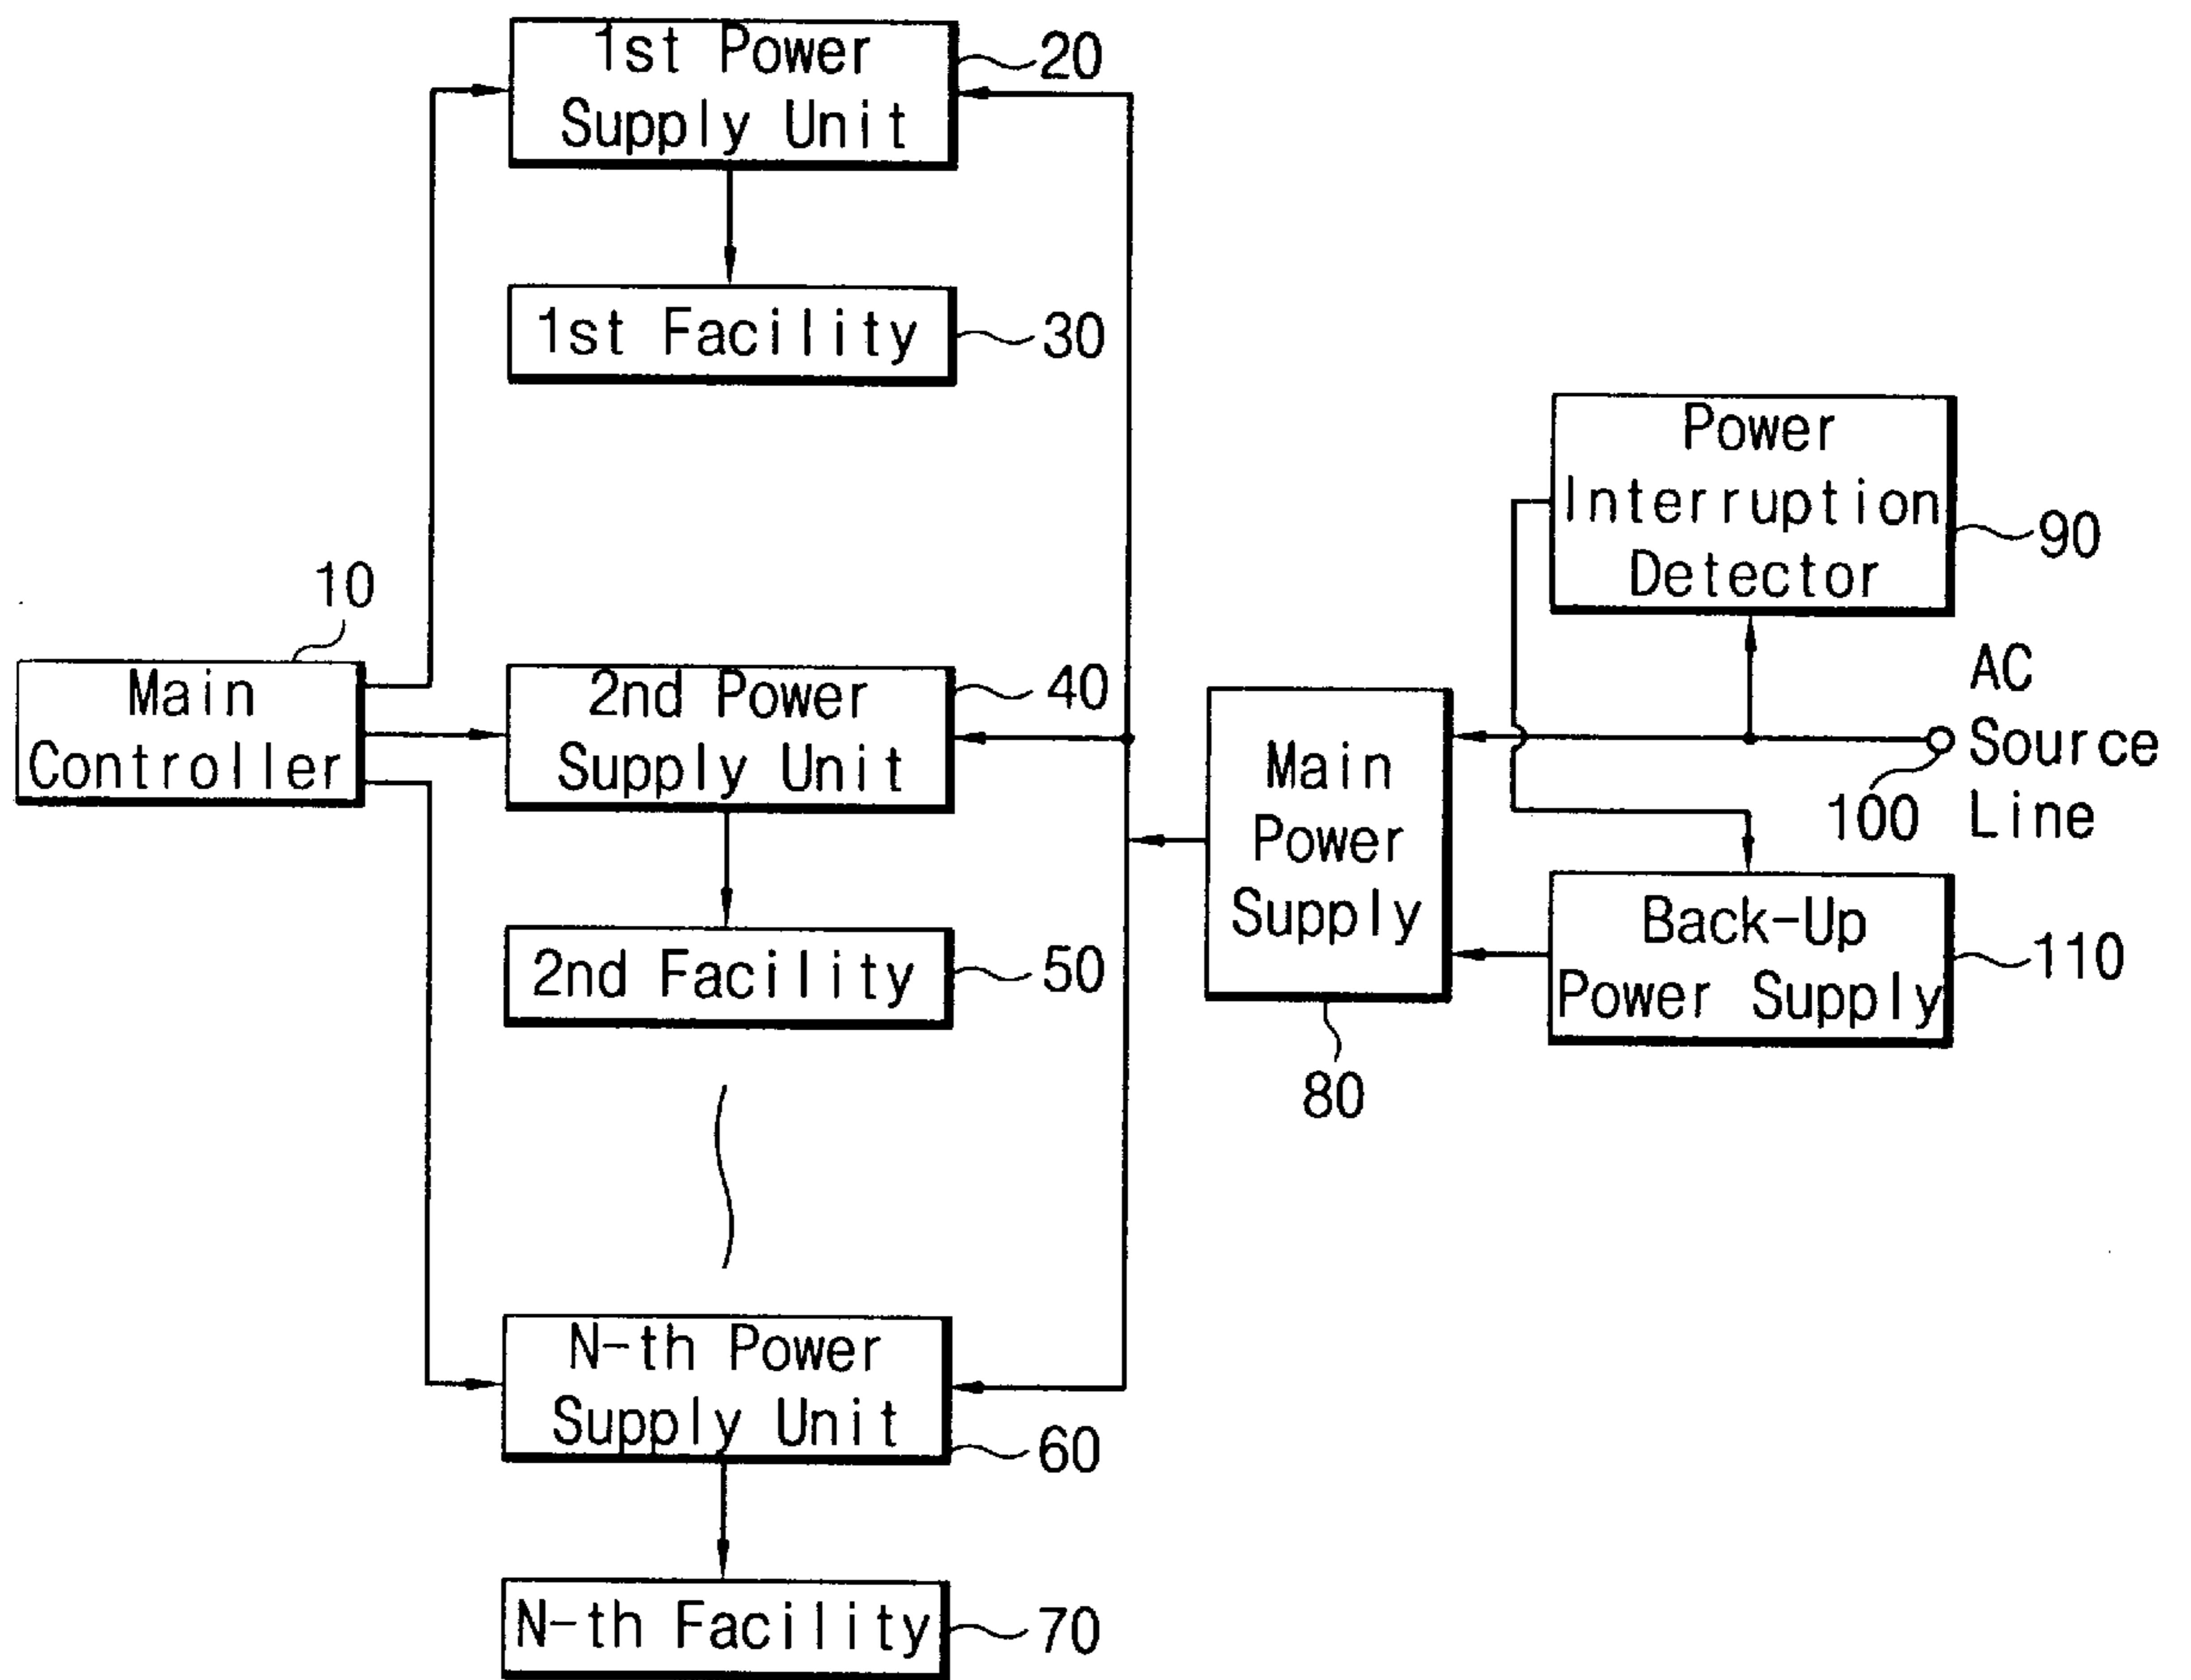 1st Power
Supply Unit
20
1st Facility
30
10
Main
Controller
2nd Power
Supply Unit
40
2nd Facility
50
N-th Power
Supply Unit
60
N-th Facility
70
Main
Power
Supply
80
Power
Interruption
Detector
90
AC
Source
Line
100
Back-Up
Power Supply
110